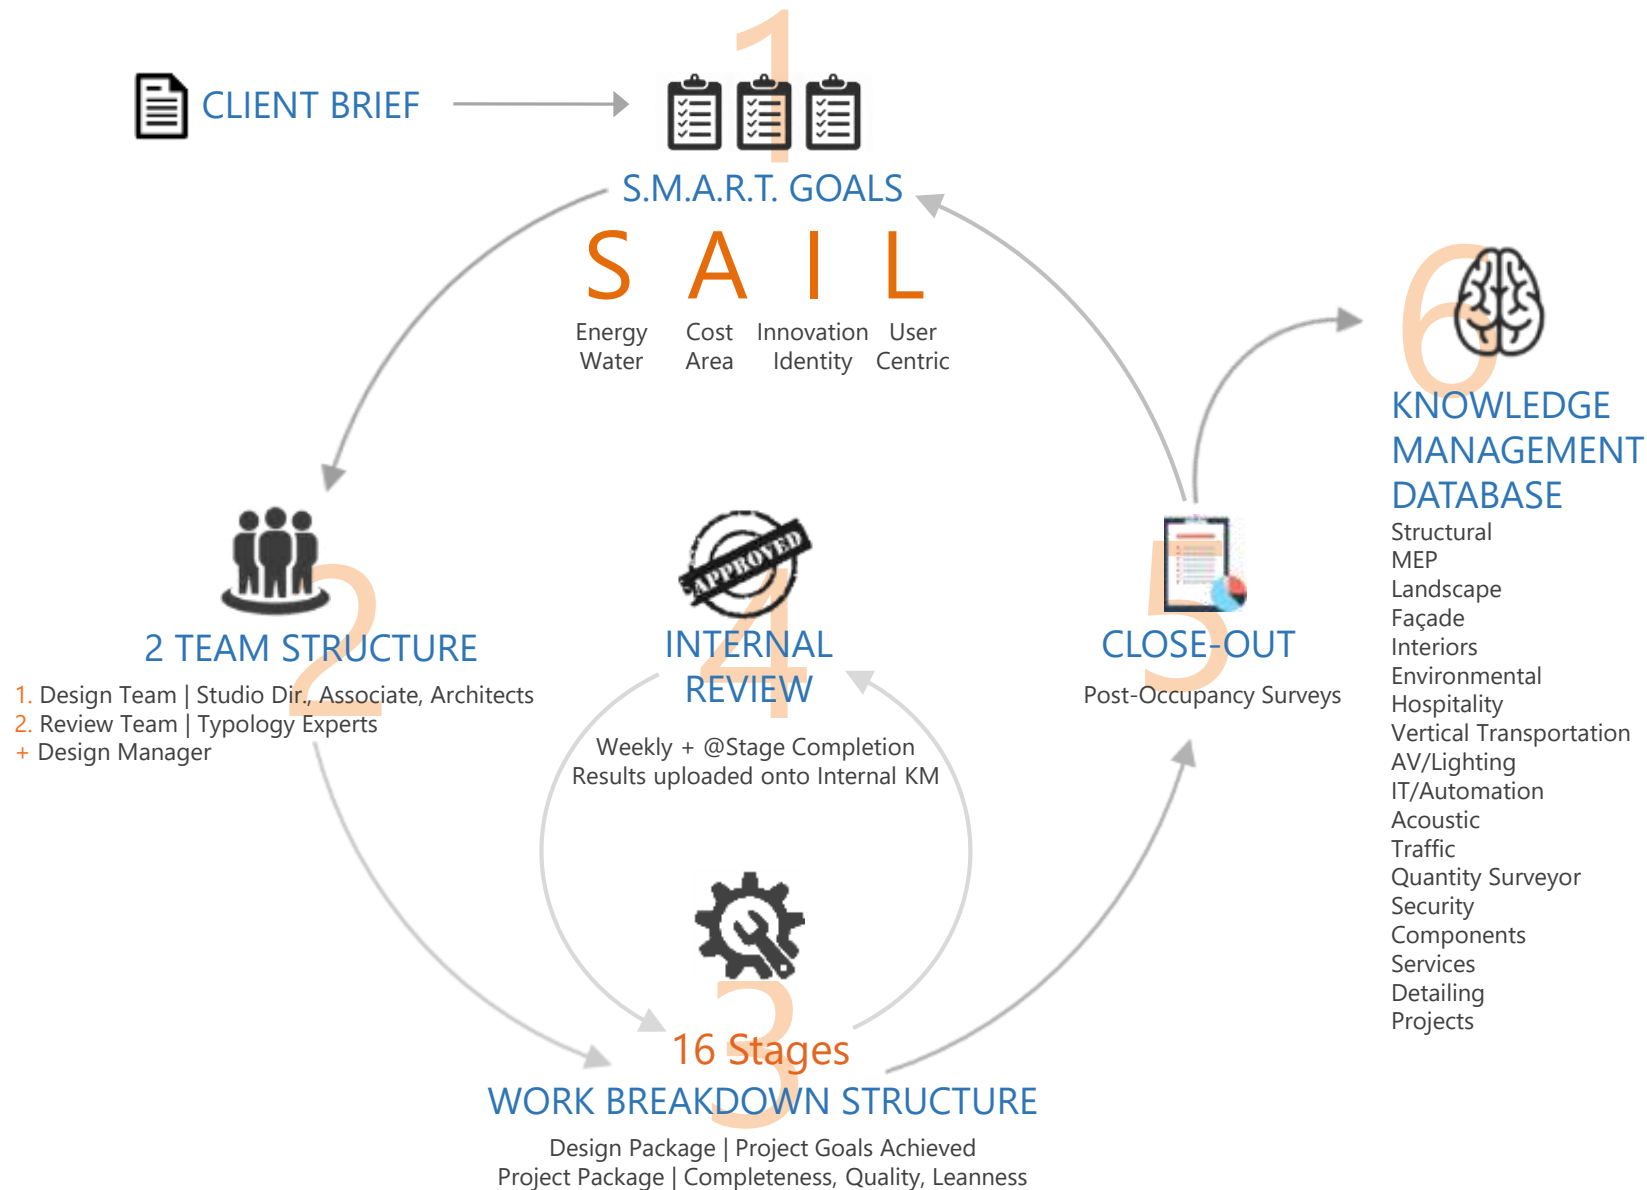 1
CLIENT BRIEF
S.M.A.R.T. GOALS
S A I L
Energy Water
Cost Area
Innovation Identity
User Centric
2
2 TEAM STRUCTURE
1. Design Team | Studio Dir., Associate, Architects
2. Review Team | Typology Experts
+ Design Manager
3
16 Stages
WORK BREAKDOWN STRUCTURE
Design Package | Project Goals Achieved
Project Package | Completeness, Quality, Leanness
4
APPROVED
INTERNAL
REVIEW
Weekly + @Stage Completion
Results uploaded onto Internal KM
5
CLOSE-OUT
Post-Occupancy Surveys
6
KNOWLEDGE
MANAGEMENT
DATABASE
Structural
MEP
Landscape
Façade
Interiors
Environmental
Hospitality
Vertical Transportation
AV/Lighting
IT/Automation
Acoustic
Traffic
Quantity Surveyor
Security
Components
Services
Detailing
Projects